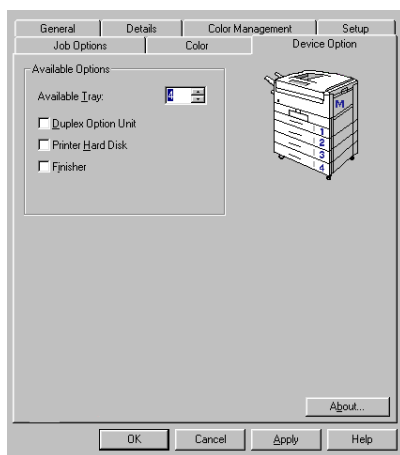 General Details Color Management Setup
Job Options Color Device Option
Available Options
Available Tray: 4
Duplex Option Unit
Printer Hard Disk
Finisher
M
1
2
3
4
About...
OK Cancel Apply Help